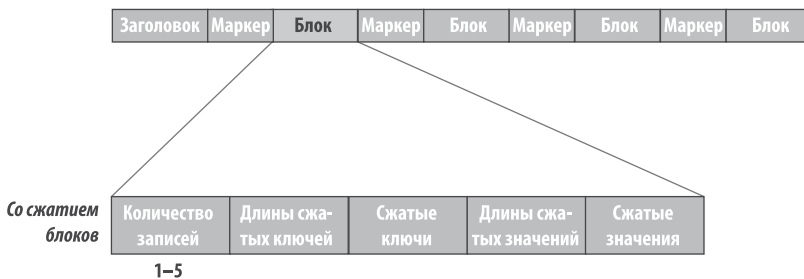 Заголовок Маркер Блок Маркер Блок Маркер Блок Маркер Блок
Со сжатием
блоков
Количество
записей
Длины сжа-
тых ключей
Сжатые
ключи
Длины сжа-
тых значений
Сжатые
значения
1–5